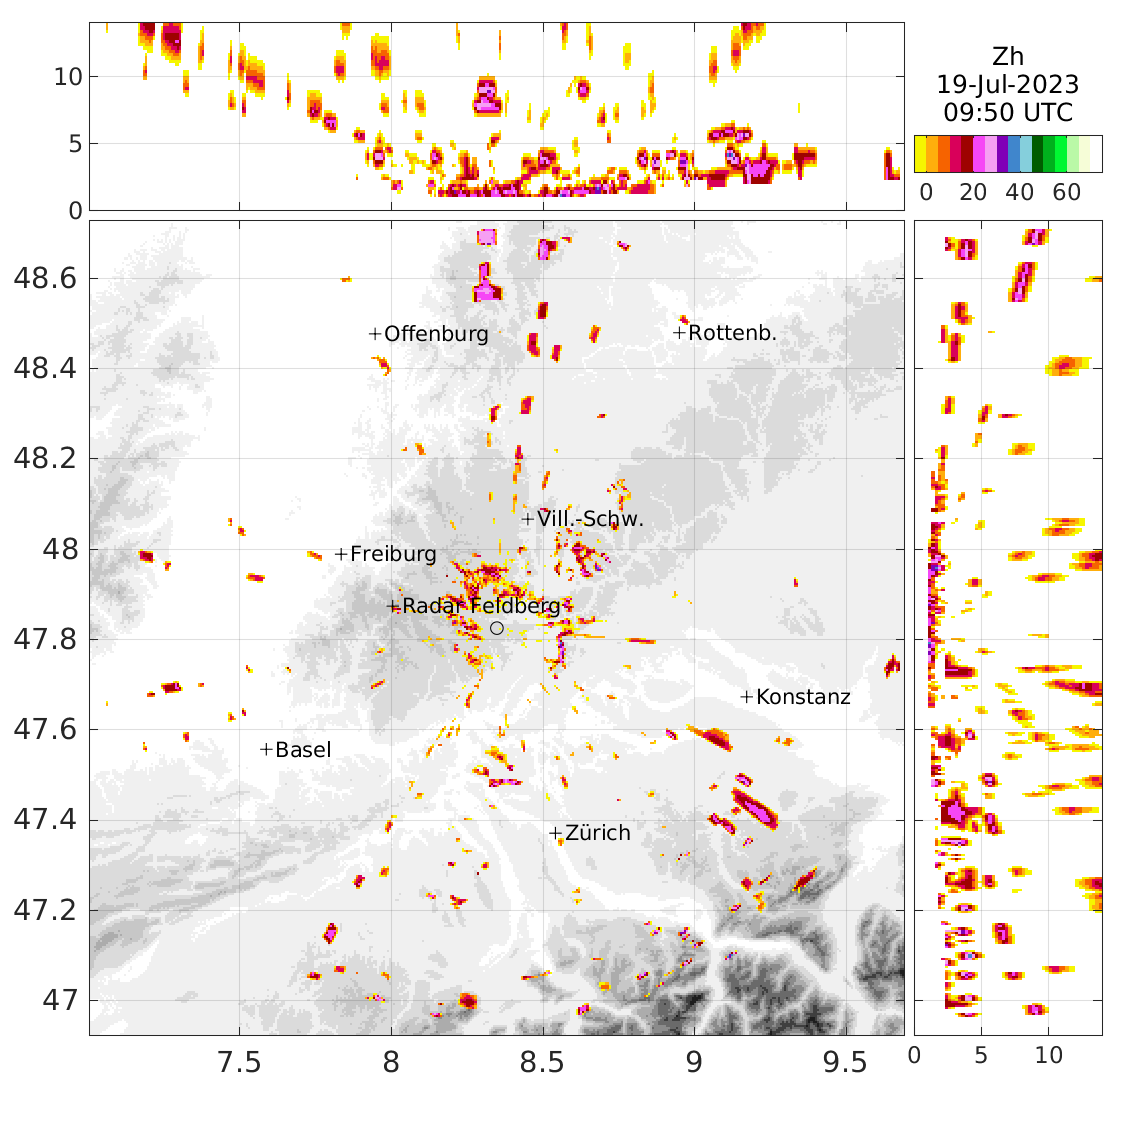 10
5
0
Zh
19-Jul-2023
09:50 UTC
0 20 40 60
48.6
48.4
48.2
48
47.8
47.6
47.4
47.2
47
Offenburg
Rottenb.
Vill.-Schw.
Freiburg
Radar Feldberg
Konstanz
Basel
Zürich
7.5 8 8.5 9 9.5
0 5 10